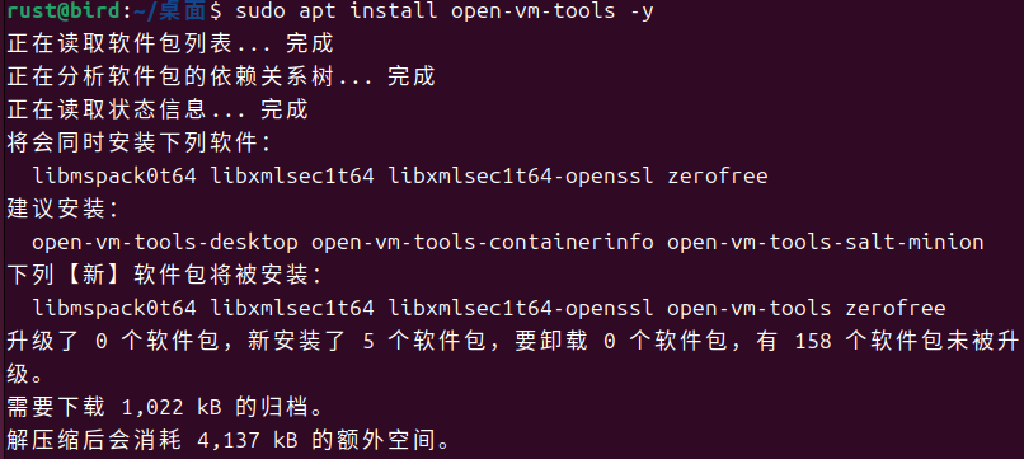 rust@bird:~/桌面$ sudo apt install open-vm-tools -y
正在读取软件包列表... 完成
正在分析软件包的依赖关系树... 完成
正在读取状态信息... 完成
将会同时安装下列软件：
  libmspack0t64 libxmlsec1t64 libxmlsec1t64-openssl zerofree
建议安装：
  open-vm-tools-desktop open-vm-tools-containerinfo open-vm-tools-salt-minion
下列【新】软件包将被安装：
  libmspack0t64 libxmlsec1t64 libxmlsec1t64-openssl open-vm-tools zerofree
升级了 0 个软件包，新安装了 5 个软件包，要卸载 0 个软件包，有 158 个软件包未被升
级。
需要下载 1,022 kB 的归档。
解压缩后会消耗 4,137 kB 的额外空间。